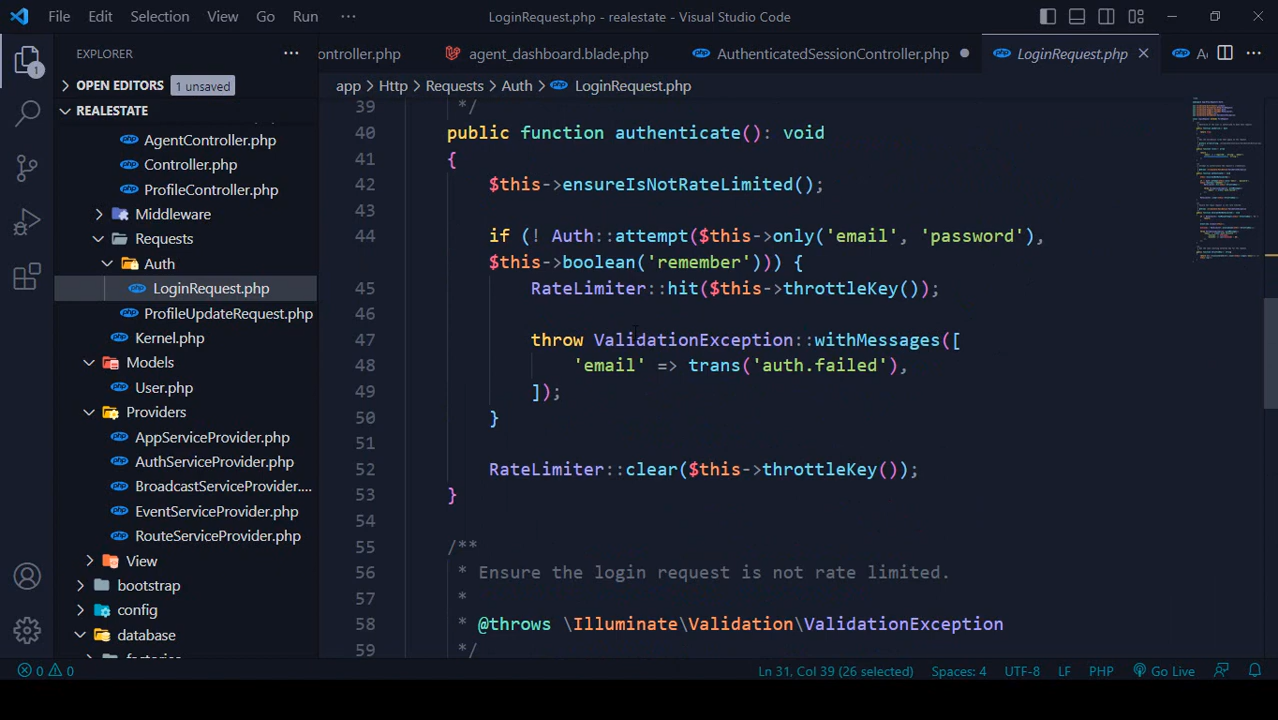 File Edit Selection View Go Run ··· LoginRequest.php - realestate - Visual Studio Code
EXPLORER ··· ontroller.php agent_dashboard.blade.php AuthenticatedSessionController.php ● LoginRequest.php ···
OPEN EDITORS 1 unsaved
app > Http > Requests > Auth > LoginRequest.php
REALESTATE
AgentController.php
Controller.php
ProfileController.php
Middleware
Requests
Auth
LoginRequest.php
ProfileUpdateRequest.php
Kernel.php
Models
User.php
Providers
AppServiceProvider.php
AuthServiceProvider.php
BroadcastServiceProvider....
EventServiceProvider.php
RouteServiceProvider.php
View
bootstrap
config
database
39 */
40 public function authenticate(): void
41 {
42 $this->ensureIsNotRateLimited();
43
44 if (! Auth::attempt($this->only('email', 'password'),
$this->boolean('remember'))) {
45 RateLimiter::hit($this->throttleKey());
46
47 throw ValidationException::withMessages([
48 'email' => trans('auth.failed'),
49 ]);
50 }
51
52 RateLimiter::clear($this->throttleKey());
53 }
54
55 /**
56 * Ensure the login request is not rate limited.
57 *
58 * @throws \Illuminate\Validation\ValidationException
59 */
0 0 Ln 31, Col 39 (26 selected) Spaces: 4 UTF-8 LF PHP Go Live